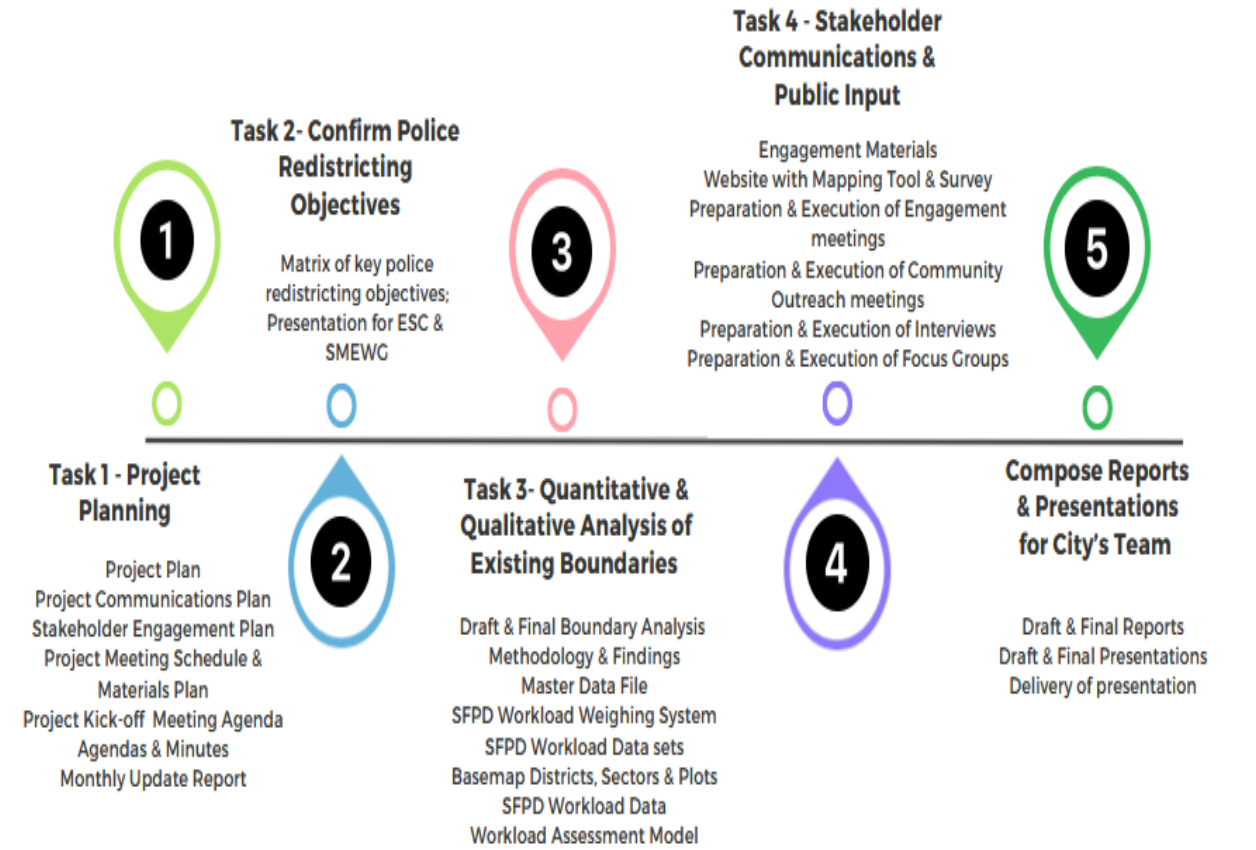 1
Task 1 - Project
Planning
Project Plan
Project Communications Plan
Stakeholder Engagement Plan
Project Meeting Schedule &
Materials Plan
Project Kick-off Meeting Agenda
Agendas & Minutes
Monthly Update Report
Task 2- Confirm Police
Redistricting
Objectives
Matrix of key police
redistricting objectives;
Presentation for ESC &
SMEWG
2
3
Task 3- Quantitative &
Qualitative Analysis of
Existing Boundaries
Draft & Final Boundary Analysis
Methodology & Findings
Master Data File
SFPD Workload Weighing System
SFPD Workload Data sets
Basemap Districts, Sectors & Plots
SFPD Workload Data
Workload Assessment Model
Task 4 - Stakeholder
Communications &
Public Input
Engagement Materials
Website with Mapping Tool & Survey
Preparation & Execution of Engagement
meetings
Preparation & Execution of Community
Outreach meetings
Preparation & Execution of Interviews
Preparation & Execution of Focus Groups
4
5
Compose Reports
& Presentations
for City's Team
Draft & Final Reports
Draft & Final Presentations
Delivery of presentation